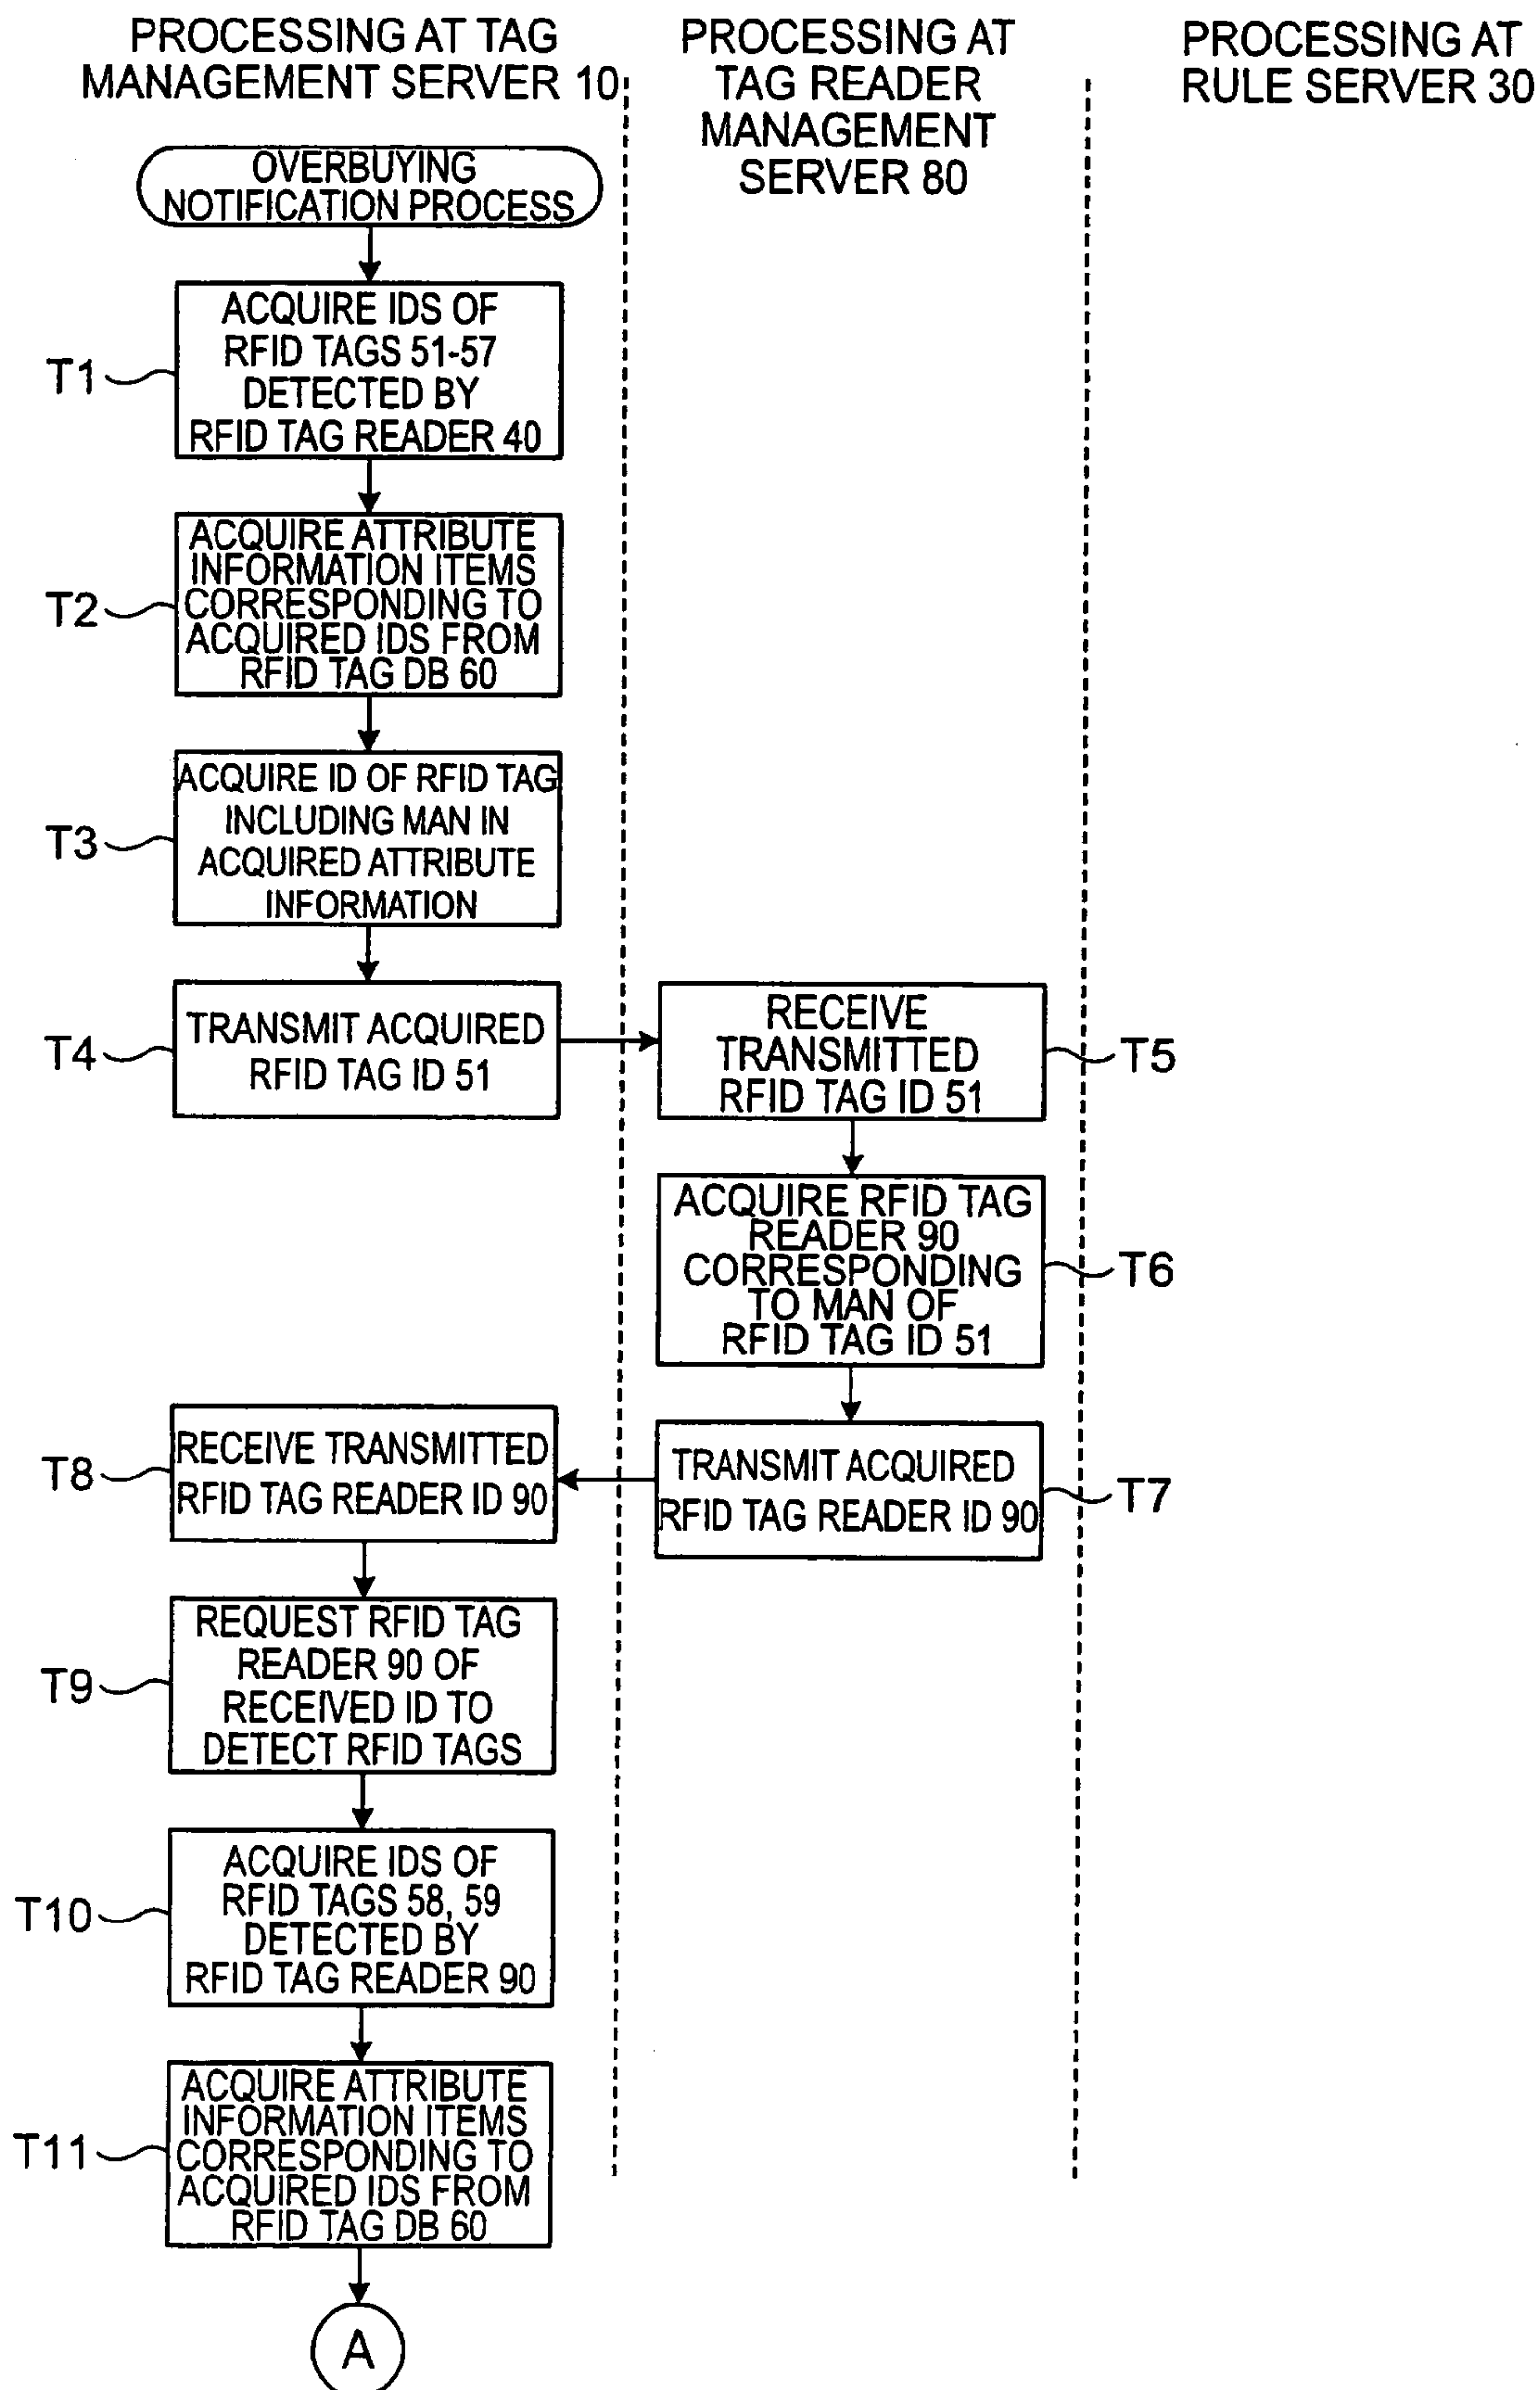 PROCESSING AT TAG
MANAGEMENT SERVER 10
PROCESSING AT
TAG READER
MANAGEMENT
SERVER 80
PROCESSING AT
RULE SERVER 30
OVERBUYING
NOTIFICATION PROCESS
T1
ACQUIRE IDS OF
RFID TAGS 51-57
DETECTED BY
RFID TAG READER 40
T2
ACQUIRE ATTRIBUTE
INFORMATION ITEMS
CORRESPONDING TO
ACQUIRED IDS FROM
RFID TAG DB 60
T3
ACQUIRE ID OF RFID TAG
INCLUDING MAN IN
ACQUIRED ATTRIBUTE
INFORMATION
T4
TRANSMIT ACQUIRED
RFID TAG ID 51
RECEIVE
TRANSMITTED
RFID TAG ID 51
T5
ACQUIRE RFID TAG
READER 90
CORRESPONDING
TO MAN OF
RFID TAG ID 51
T6
TRANSMIT ACQUIRED
RFID TAG READER ID 90
T7
T8
RECEIVE TRANSMITTED
RFID TAG READER ID 90
T9
REQUEST RFID TAG
READER 90 OF
RECEIVED ID TO
DETECT RFID TAGS
T10
ACQUIRE IDS OF
RFID TAGS 58, 59
DETECTED BY
RFID TAG READER 90
T11
ACQUIRE ATTRIBUTE
INFORMATION ITEMS
CORRESPONDING TO
ACQUIRED IDS FROM
RFID TAG DB 60
A